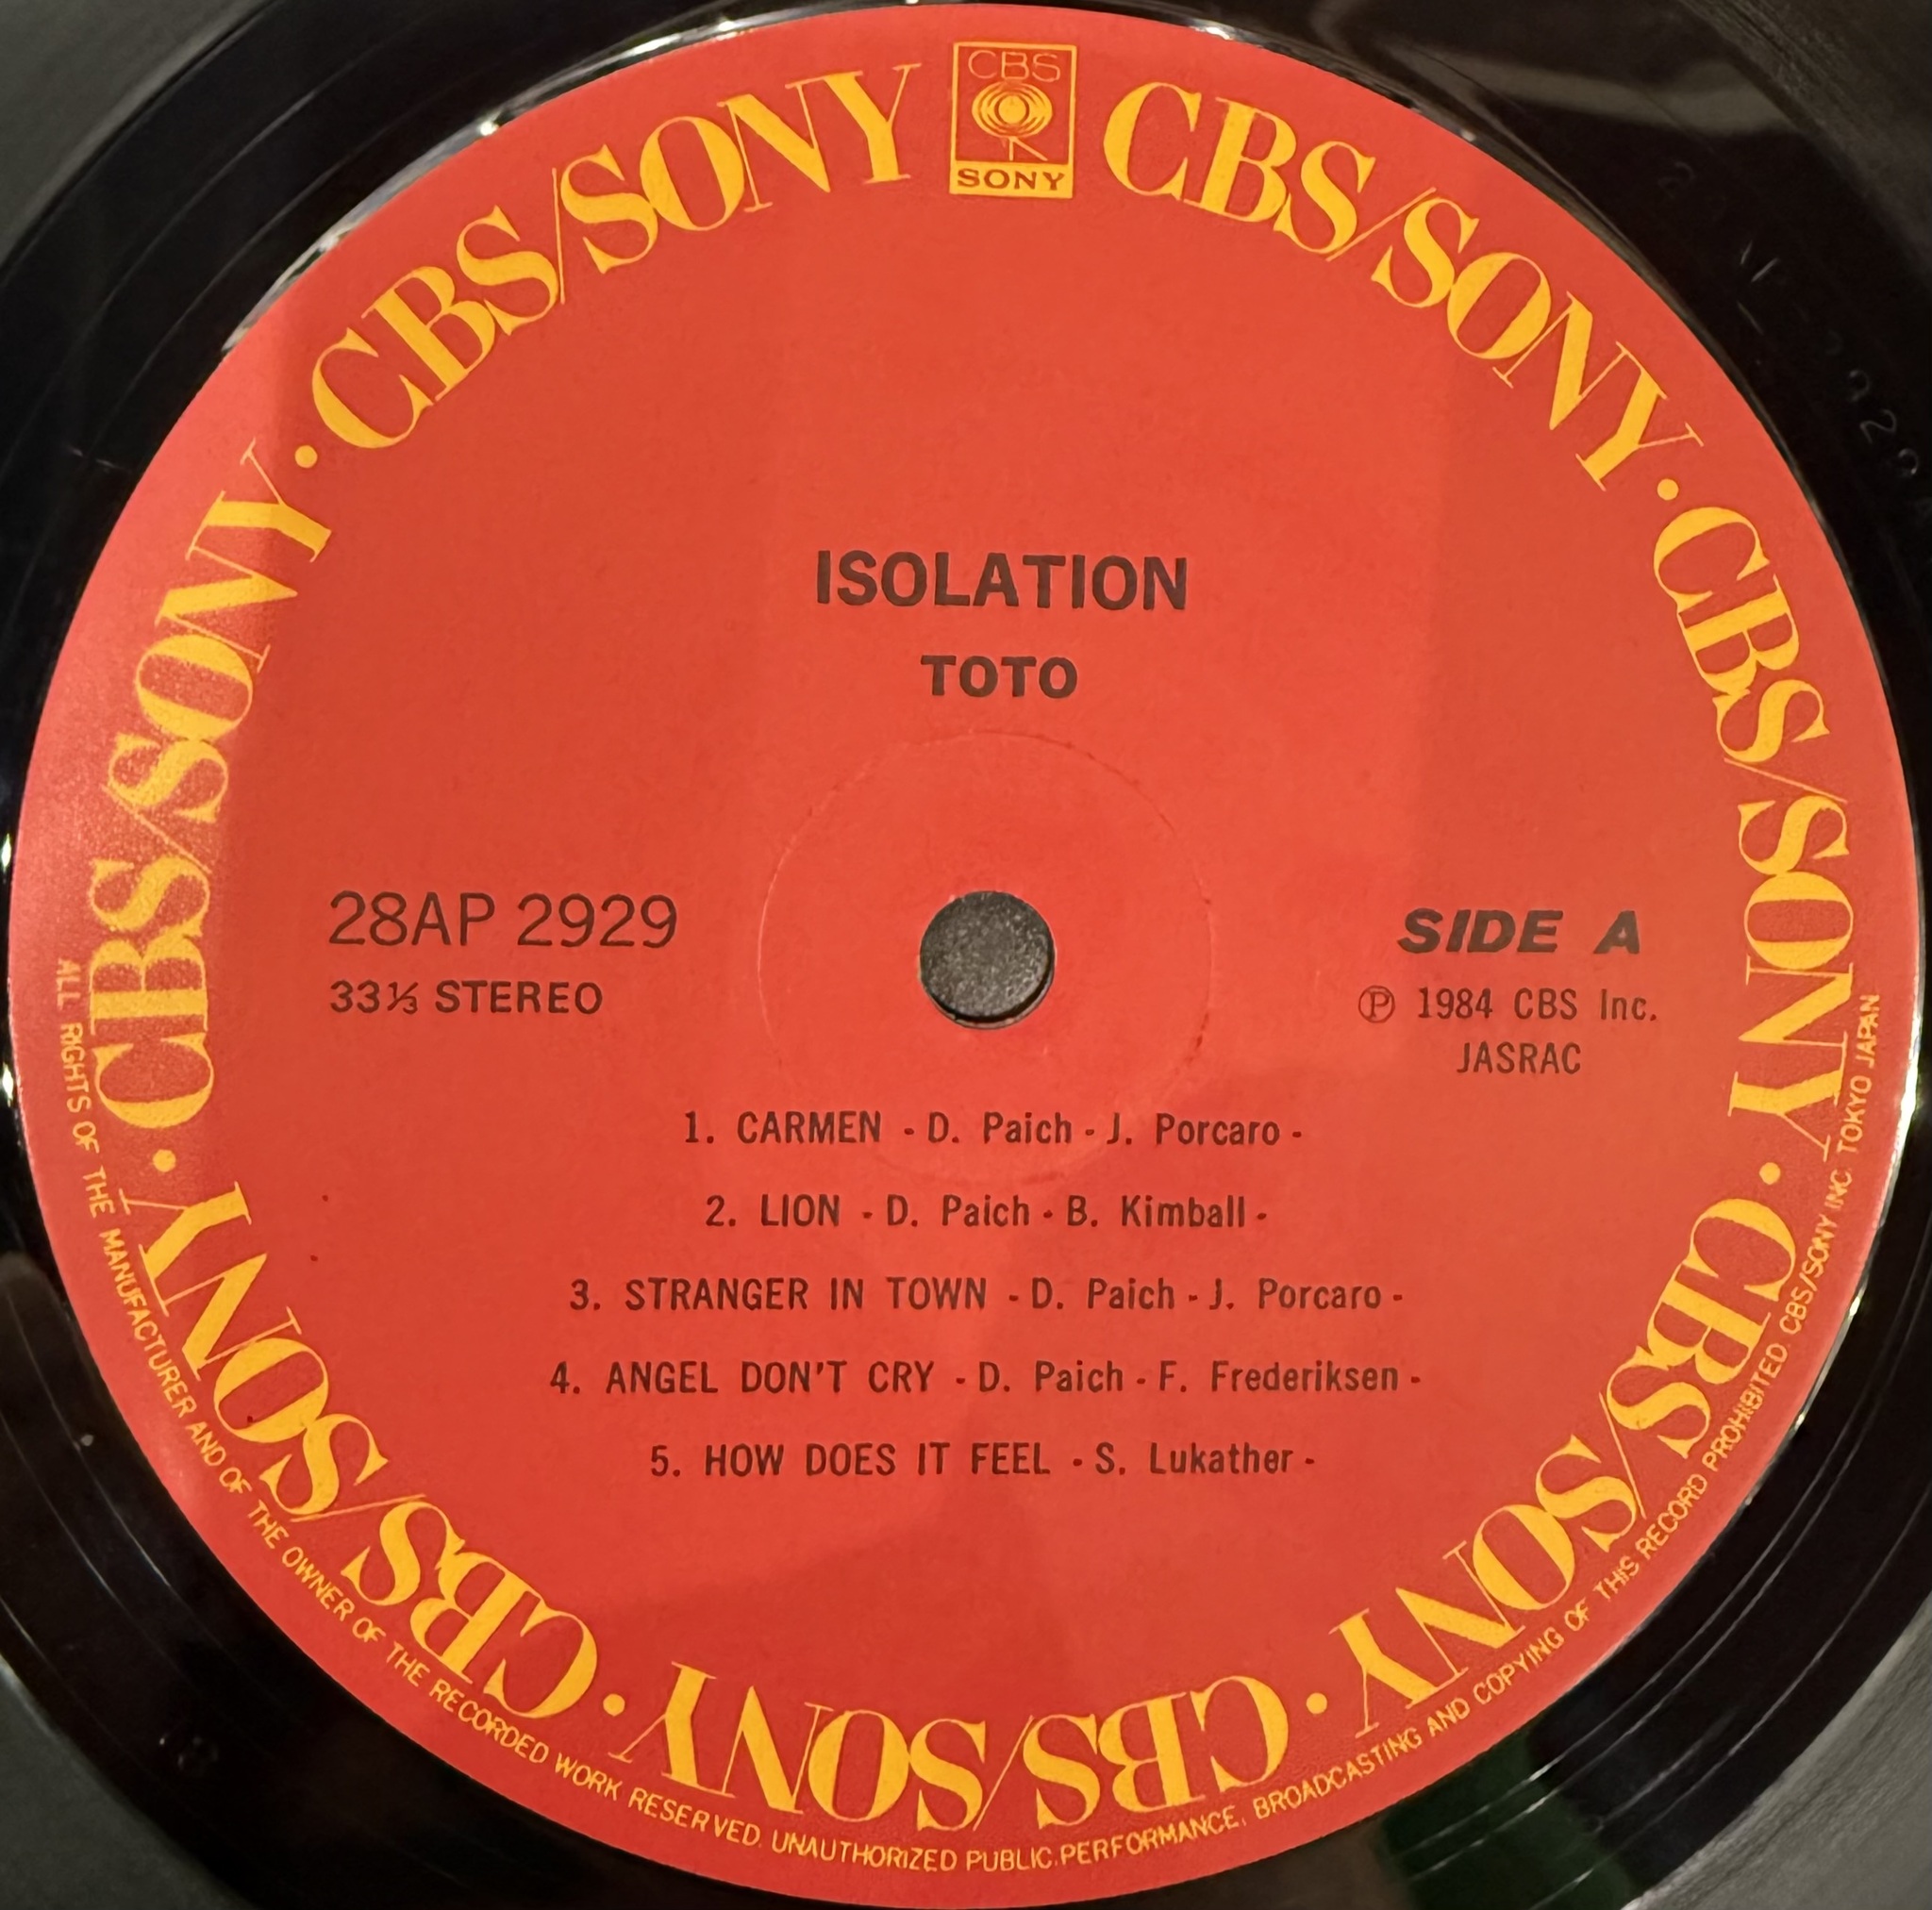 CBS
SONY
CBS/SONY · CBS/SONY · CBS/SONY · CBS/SONY · CBS/SONY · CBS/SONY · CBS/SONY
ISOLATION
TOTO
28AP 2929
33⅓ STEREO
SIDE A
Ⓟ 1984 CBS Inc.
JASRAC
1. CARMEN - D. Paich - J. Porcaro -
2. LION - D. Paich - B. Kimball -
3. STRANGER IN TOWN - D. Paich - J. Porcaro -
4. ANGEL DON'T CRY - D. Paich - F. Frederiksen -
5. HOW DOES IT FEEL - S. Lukather -
ALL RIGHTS OF THE MANUFACTURER AND OF THE OWNER OF THE RECORDED WORK RESERVED. UNAUTHORIZED PUBLIC PERFORMANCE, BROADCASTING AND COPYING OF THIS RECORD PROHIBITED. CBS/SONY INC. TOKYO JAPAN